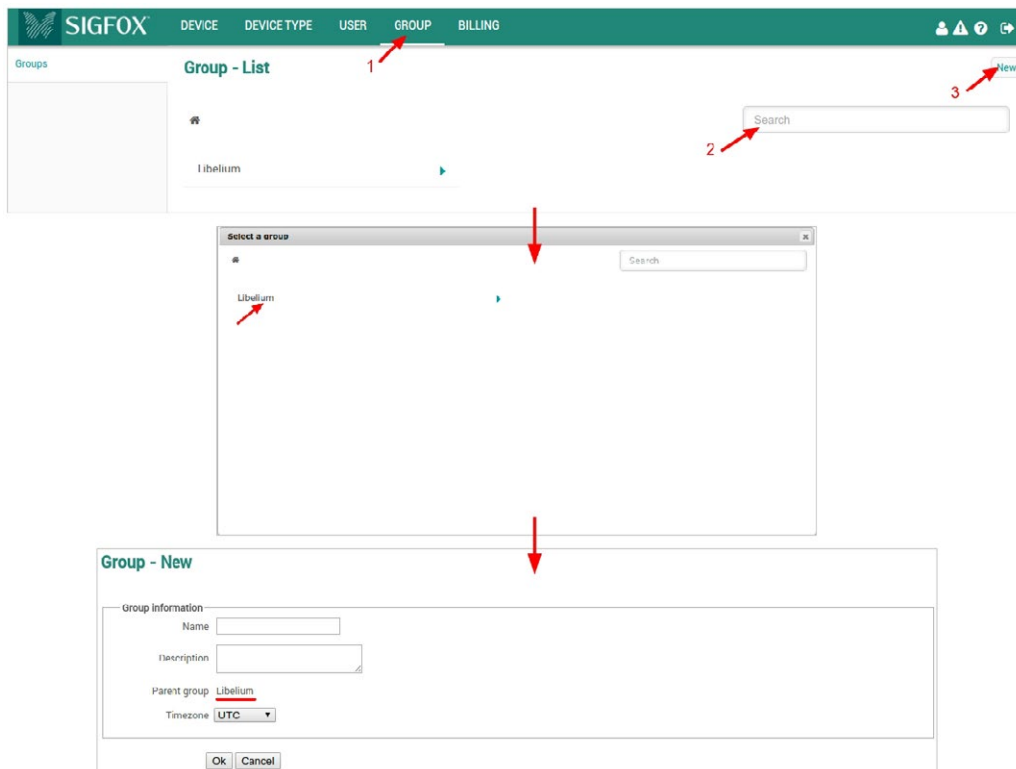 SIGFOX DEVICE DEVICE TYPE USER GROUP BILLING
Groups
Group - List
1
New
3
Search
2
Libelium
Select a group
Search
Libelium
Group - New
Group information
Name
Description
Parent group Libelium
Timezone UTC
Ok Cancel